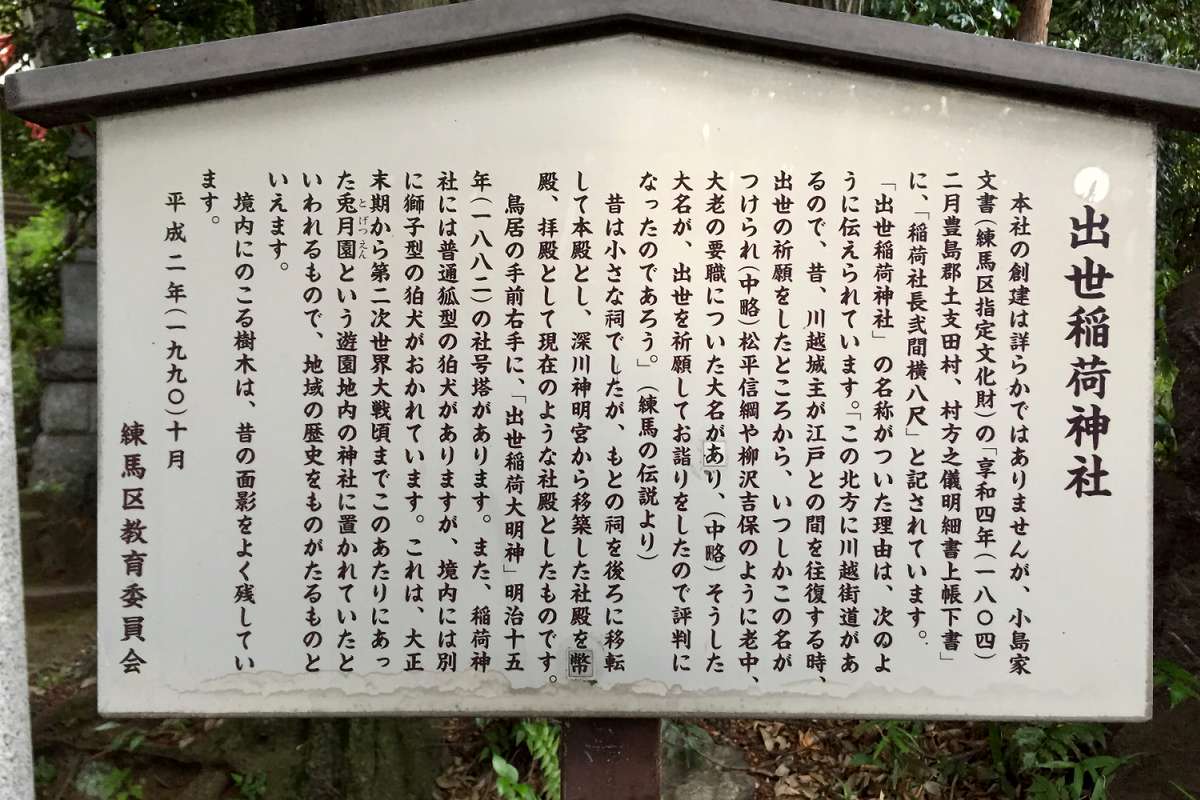 出世稲荷神社
本社の創建は詳らかではありませんが、小島家
文書(練馬区指定文化財)の「享和四年(一八〇四)
二月豊島郡土支田村、村方之儀明細書上帳下書」
に、「稲荷社長弐間横八尺」と記されています。
「出世稲荷神社」の名称がついた理由は、次のよ
うに伝えられています。「この北方に川越街道があ
るので、昔、川越城主が江戸との間を往復する時、
出世の祈願をしたところから、いつしかこの名が
つけられ(中略)松平信綱や柳沢吉保のように老中、
大老の要職についた大名があり、(中略)そうした
大名が、出世を祈願してお詣りをしたので評判に
なったのであろう。」(練馬の伝説より)
昔は小さな祠でしたが、もとの祠を後ろに移転
して本殿とし、深川神明宮から移築した社殿を幣
殿、拝殿として現在のような社殿としたものです。
鳥居の手前右手に、「出世稲荷大明神」明治十五
年(一八八二)の社号塔があります。また、稲荷神
社には普通狐型の狛犬がありますが、境内には別
に獅子型の狛犬がおかれています。これは、大正
末期から第二次世界大戦頃までこのあたりにあっ
た兎月園という遊園地内の神社に置かれていたと
とげつえん
いわれるもので、地域の歴史をものがたるものと
いえます。
境内にのこる樹木は、昔の面影をよく残してい
ます。
平成二年(一九九〇)十月
練馬区教育委員会